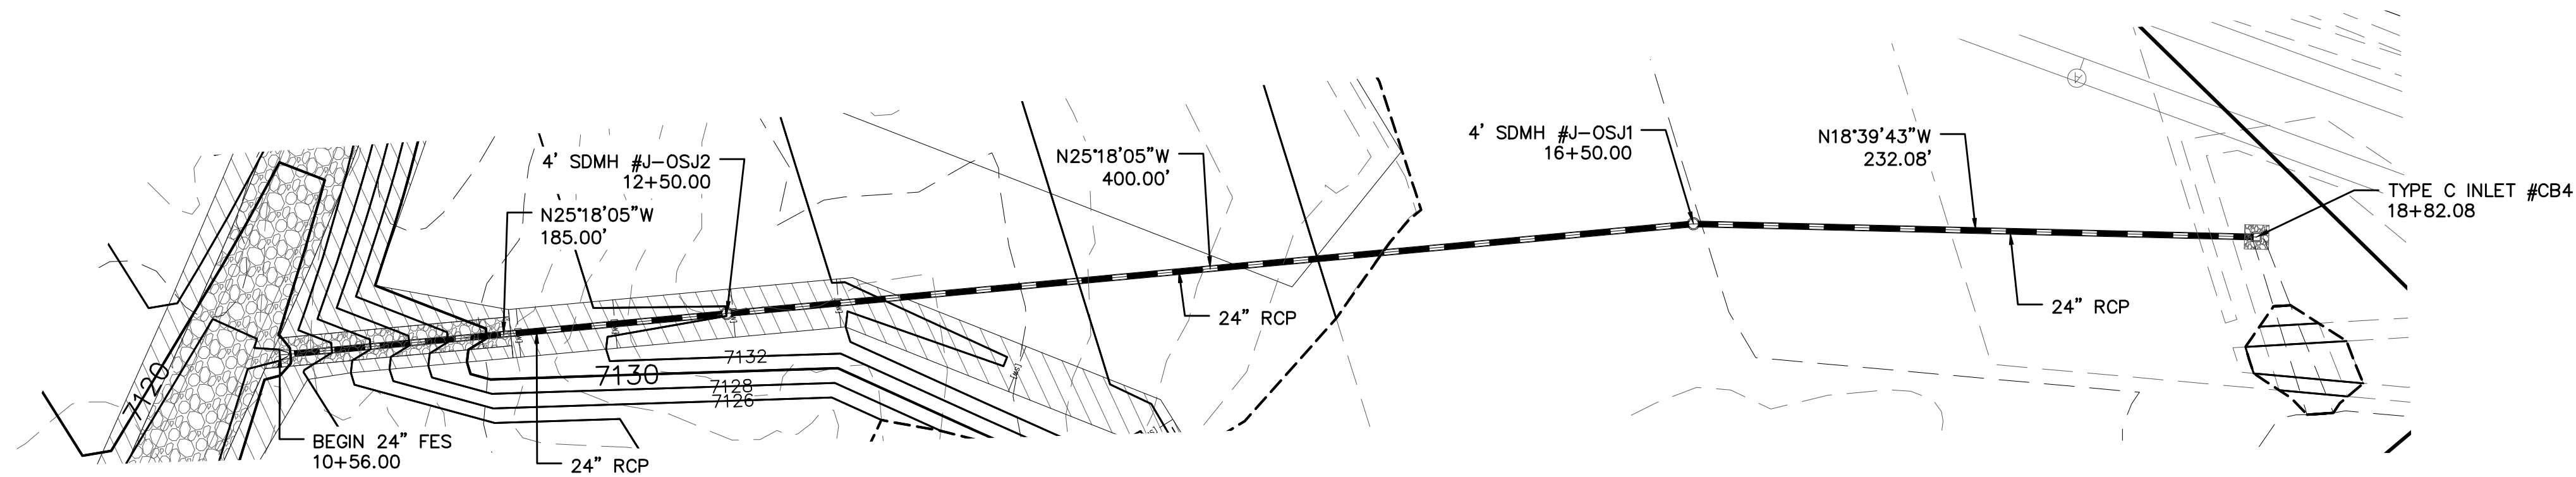 4' SDMH #J-OSJ2
12+50.00
N25°18'05"W
185.00'
N25°18'05"W
400.00'
4' SDMH #J-OSJ1
16+50.00
N18°39'43"W
232.08'
TYPE C INLET #CB4
18+82.08
24" RCP
24" RCP
7132
7130
7128
7126
7120
BEGIN 24" FES
10+56.00
24" RCP